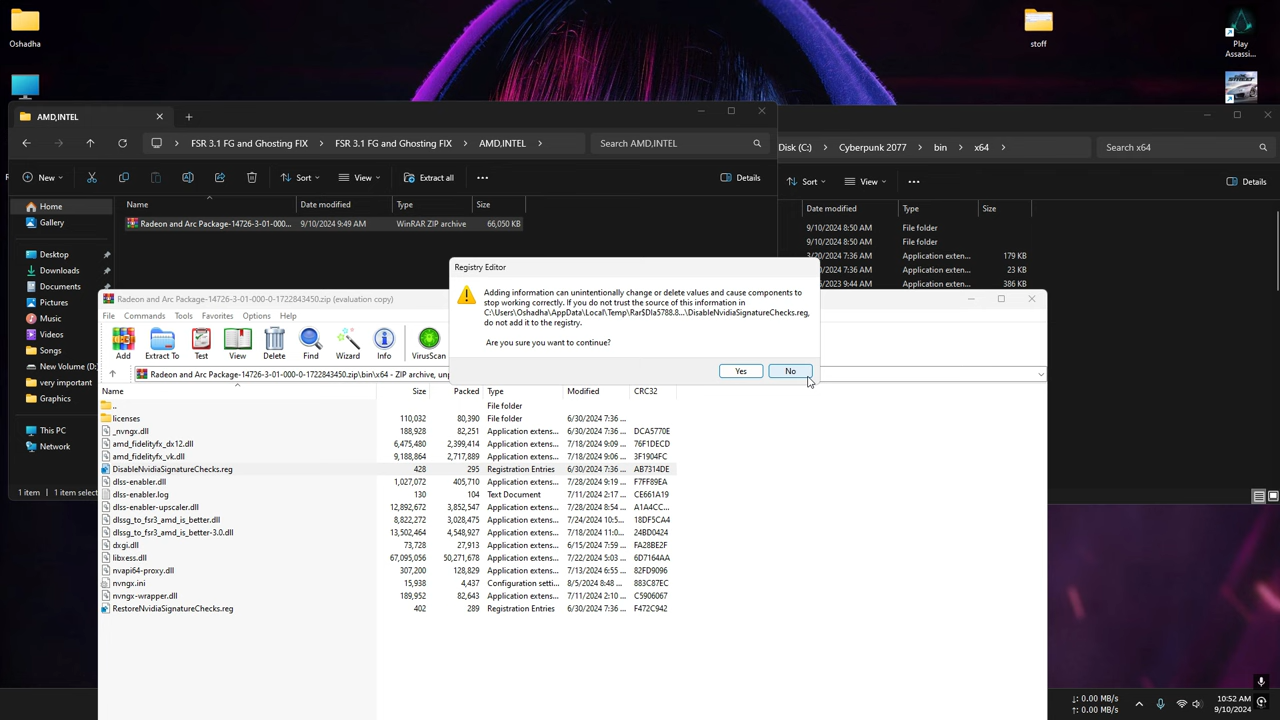 Oshadha
stoff
Play
Assassi...
AMD,INTEL
FSR 3.1 FG and Ghosting FIX
FSR 3.1 FG and Ghosting FIX
AMD,INTEL
Search AMD,INTEL
Disk (C:)
Cyberpunk 2077
bin
x64
Search x64
New
Sort
View
Extract all
Details
Sort
View
Details
Name
Date modified
Type
Size
Date modified
Type
Size
Home
Gallery
Desktop
Downloads
Documents
Pictures
Music
Videos
Songs
New Volume (D:)
very important
Captures
This PC
Network
Radeon and Arc Package-14726-3-01-000... 9/10/2024 9:49 AM WinRAR ZIP archive 66,050 KB
9/10/2024 8:50 AM File folder
9/10/2024 8:50 AM File folder
3/20/2020 7:36 AM Application exten... 179 KB
Application exten... 23 KB
Application exten... 386 KB
1 item
1 item select
Registry Editor
Adding information can unintentionally change or delete values and cause components to
stop working correctly. If you do not trust the source of this information in
C:\Users\Oshadha\AppData\Local\Temp\Rar$DIa5788.8...\DisableNvidiaSignatureChecks.reg,
do not add it to the registry.
Are you sure you want to continue?
Yes
No
Radeon and Arc Package-14726-3-01-000-0-1722843450.zip (evaluation copy)
File Commands Tools Favorites Options Help
Add Extract To Test View Delete Find Wizard Info VirusScan
Radeon and Arc Package-14726-3-01-000-0-1722843450.zip\bin\x64 - ZIP archive, unp
Name Size Packed Type Modified CRC32
.. File folder
licenses 110,032 80,390 File folder 6/30/2024 7:36 ...
_nvngx.dll 188,928 82,251 Application extens... 6/30/2024 7:36 ... DCA5770E
amd_fidelityfx_dx12.dll 6,475,480 2,399,414 Application extens... 7/18/2024 9:09 ... 76F1DECD
amd_fidelityfx_vk.dll 9,188,864 2,717,889 Application extens... 7/18/2024 9:06 ... 3F1904FC
DisableNvidiaSignatureChecks.reg 428 295 Registration Entries 6/30/2024 7:36 ... AB7314DE
dlss-enabler.dll 1,027,072 405,710 Application extens... 7/28/2024 9:19 ... F7FF89EA
dlss-enabler.log 130 104 Text Document 7/11/2024 2:17 ... CE661A19
dlss-enabler-upscaler.dll 12,892,672 3,852,547 Application extens... 7/28/2024 8:54 ... A1A4CC...
dlssg_to_fsr3_amd_is_better.dll 8,822,272 3,028,475 Application extens... 7/24/2024 10:5... 18DF5CA4
dlssg_to_fsr3_amd_is_better-3.0.dll 13,502,464 4,548,927 Application extens... 7/18/2024 11:0... 24BD0424
dxgi.dll 73,728 27,913 Application extens... 6/15/2024 7:59 ... FA28BE2F
libxess.dll 67,095,056 50,271,678 Application extens... 7/22/2024 5:03 ... 6D7164AA
nvapi64-proxy.dll 307,200 128,829 Application extens... 7/13/2024 6:55 ... 82FD9096
nvngx.ini 15,938 4,437 Configuration setti... 8/5/2024 8:48 ... 883C87EC
nvngx-wrapper.dll 189,952 82,643 Application extens... 7/11/2024 2:10 ... C5906067
RestoreNvidiaSignatureChecks.reg 402 289 Registration Entries 6/30/2024 7:36 ... F472C942
↓: 0.00 MB/s
↑: 0.00 MB/s
10:52 AM
9/10/2024